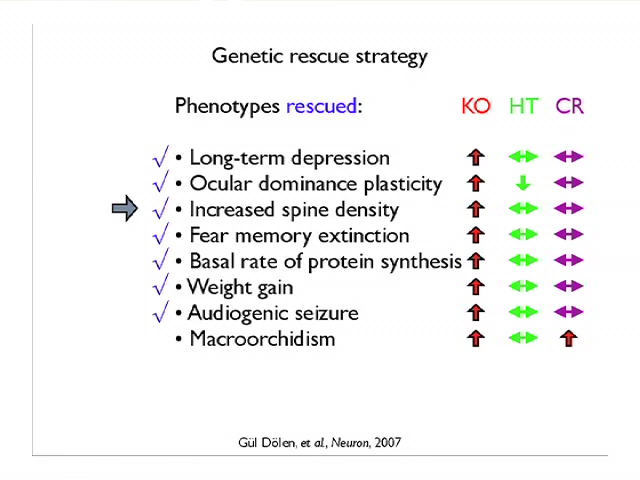 Genetic rescue strategy
Phenotypes rescued: KO HT CR
√ • Long-term depression
√ • Ocular dominance plasticity
√ • Increased spine density
√ • Fear memory extinction
√ • Basal rate of protein synthesis
√ • Weight gain
√ • Audiogenic seizure
• Macroorchidism
Gül Dölen, et al., Neuron, 2007